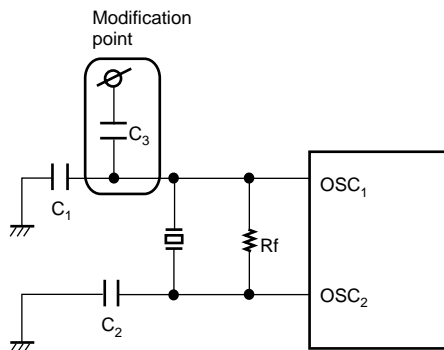 Modification
point
C3
C1
OSC1
Rf
OSC2
C2